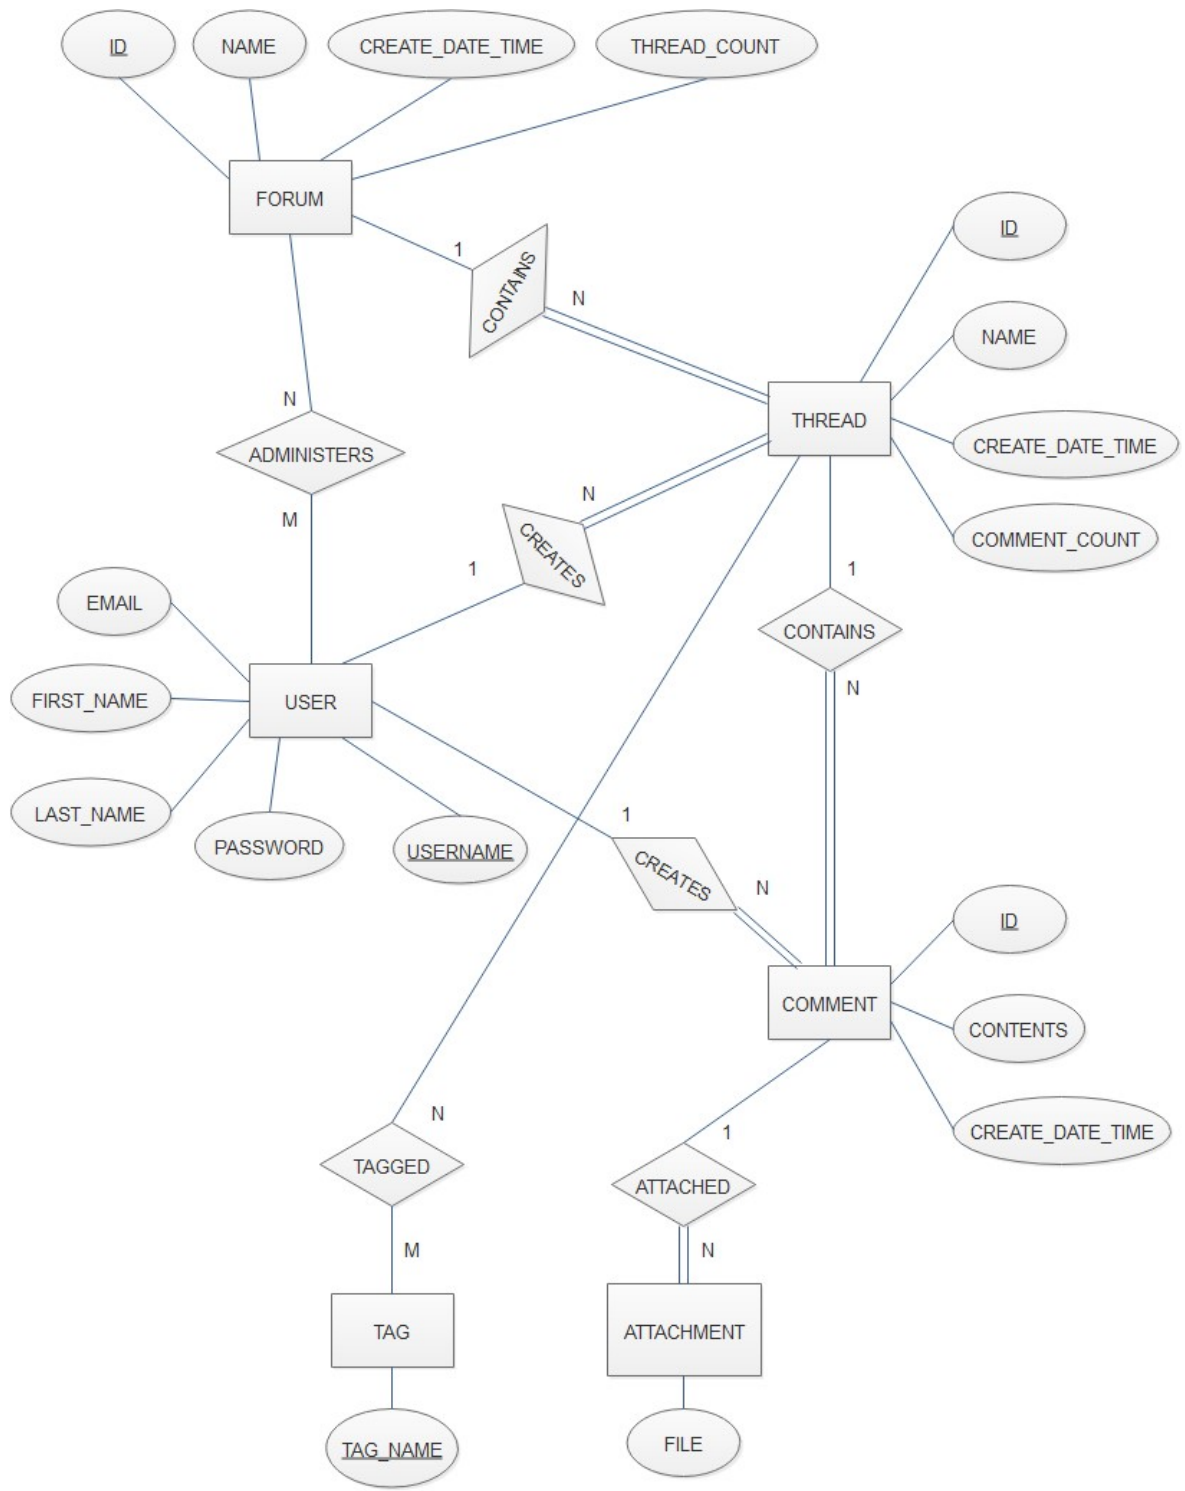 ID
NAME
CREATE_DATE_TIME
THREAD_COUNT
FORUM
1
CONTAINS
N
ID
NAME
THREAD
CREATE_DATE_TIME
COMMENT_COUNT
N
ADMINISTERS
M
N
CREATES
1
1
CONTAINS
N
EMAIL
FIRST_NAME
USER
LAST_NAME
PASSWORD
USERNAME
1
CREATES
N
ID
COMMENT
CONTENTS
CREATE_DATE_TIME
N
TAGGED
M
1
ATTACHED
N
TAG
ATTACHMENT
TAG_NAME
FILE